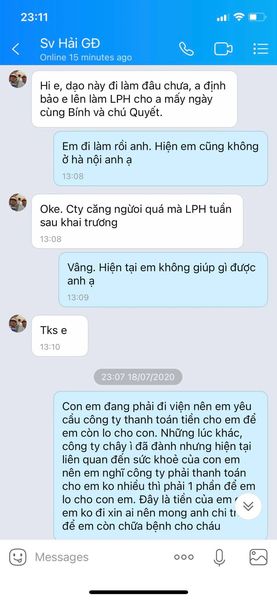 23:11
Sv Hải GĐ
Online 15 minutes ago
Hi e, dạo này đi làm đâu chưa, a định
bảo e lên làm LPH cho a mấy ngày
cùng Bính và chú Quyết.
Em đi làm rồi anh. Hiện em cũng không
ở hà nội anh ạ
13:08
Oke. Cty căng ngừoi quá mà LPH tuần
sau khai trương
13:08
Vâng. Hiện tại em không giúp gì được
anh ạ
13:09
Tks e
13:10
23:07 18/07/2020
Con em đang phải đi viện nên em yêu
cầu công ty thanh toán tiền cho em để
em còn lo cho con. Những lúc khác,
công ty chây ì đã đành nhưng hiện tại
liên quan đến sức khoẻ của con em
nên em nghĩ công ty phải thanh toán
cho em ko nhiều thì phải 1 phần để em
lo cho con em. Đây là tiền của em
em ko đi xin ai nên mong anh chi
để em còn chữa bệnh cho cháu
Messages